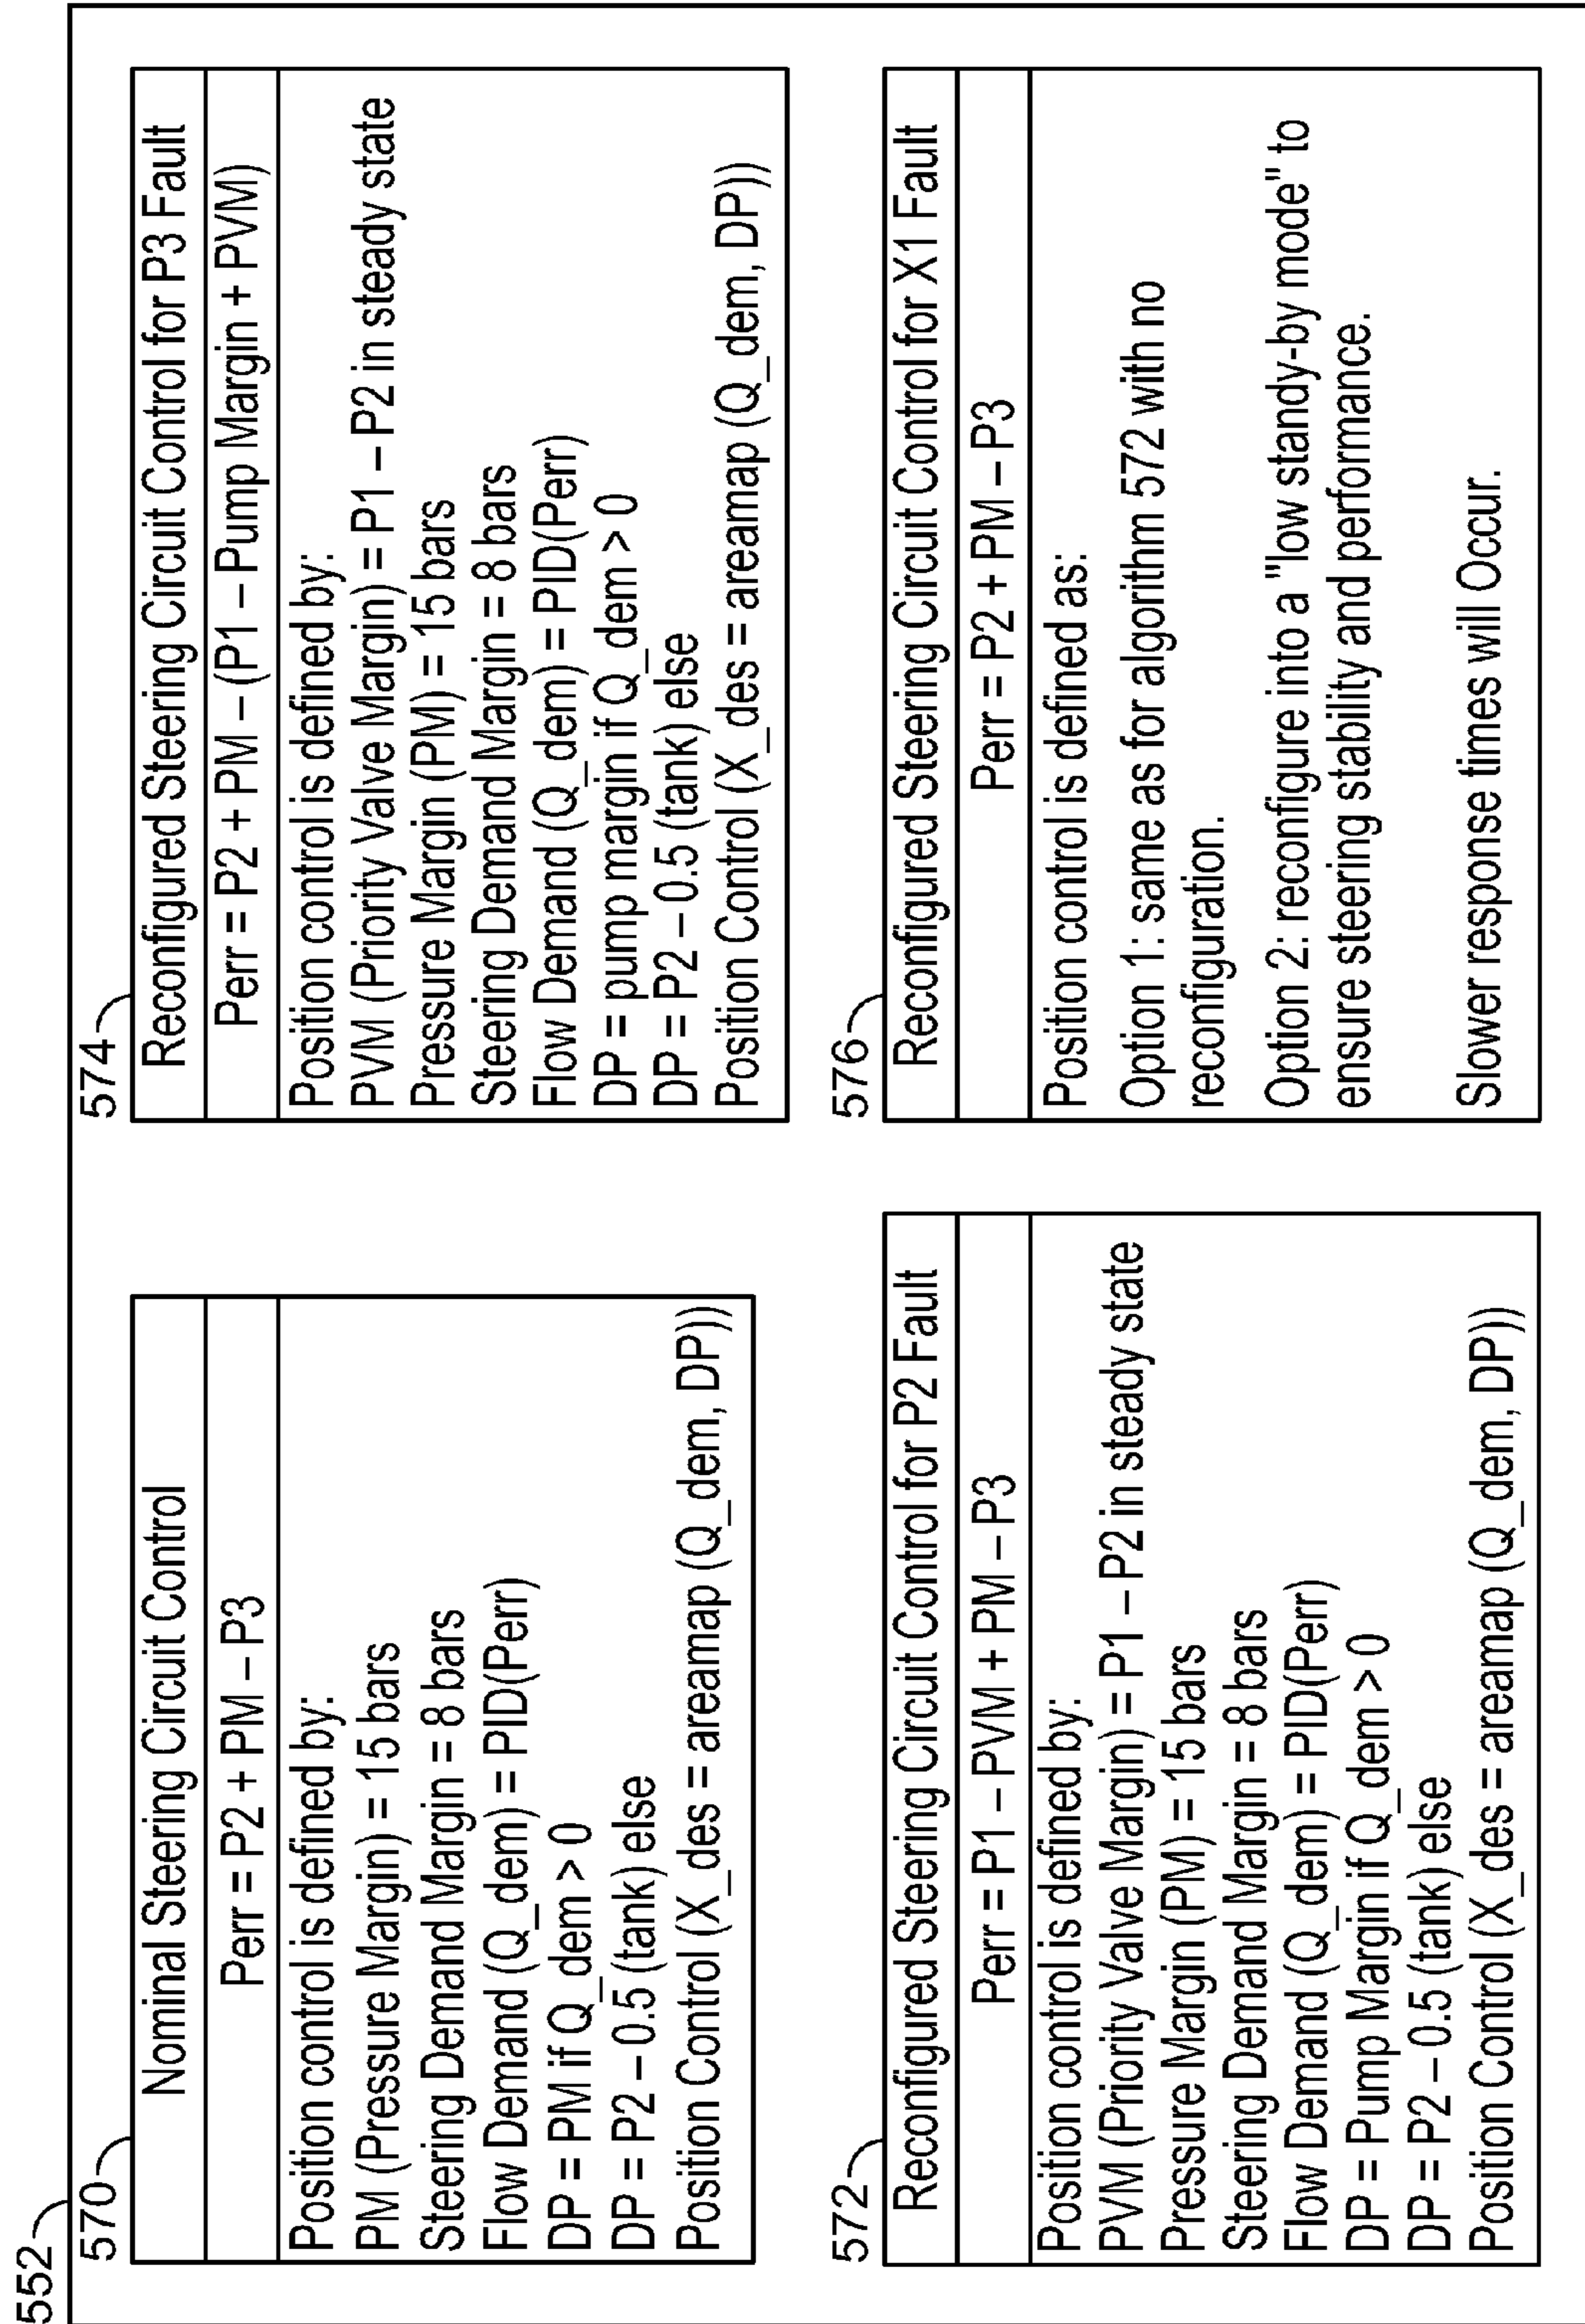 552
570
Nominal Steering Circuit Control
Perr = P2 + PM – P3
Position control is defined by:
PM (Pressure Margin) = 15 bars
Steering Demand Margin = 8 bars
Flow Demand (Q_dem) = PID(Perr)
DP = PM if Q_dem > 0
DP = P2 – 0.5 (tank) else
Position Control (X_des = areamap (Q_dem, DP))
572
Reconfigured Steering Circuit Control for P2 Fault
Perr = P1 – PVM + PM – P3
Position control is defined by:
PVM (Priority Valve Margin) = P1 – P2 in steady state
Pressure Margin (PM) = 15 bars
Steering Demand Margin = 8 bars
Flow Demand (Q_dem) = PID(Perr)
DP = Pump Margin if Q_dem > 0
DP = P2 – 0.5 (tank) else
Position Control (X_des = areamap (Q_dem, DP))
574
Reconfigured Steering Circuit Control for P3 Fault
Perr = P2 + PM – (P1 – Pump Margin + PVM)
Position control is defined by:
PVM (Priority Valve Margin) = P1 – P2 in steady state
Pressure Margin (PM) = 15 bars
Steering Demand Margin = 8 bars
Flow Demand (Q_dem) = PID(Perr)
DP = pump margin if Q_dem > 0
DP = P2 – 0.5 (tank) else
Position Control (X_des = areamap (Q_dem, DP))
576
Reconfigured Steering Circuit Control for X1 Fault
Perr = P2 + PM – P3
Position control is defined as:
Option 1: same as for algorithm 572 with no
reconfiguration.
Option 2: reconfigure into a "low standy-by mode" to
ensure steering stability and performance.
Slower response times will Occur.